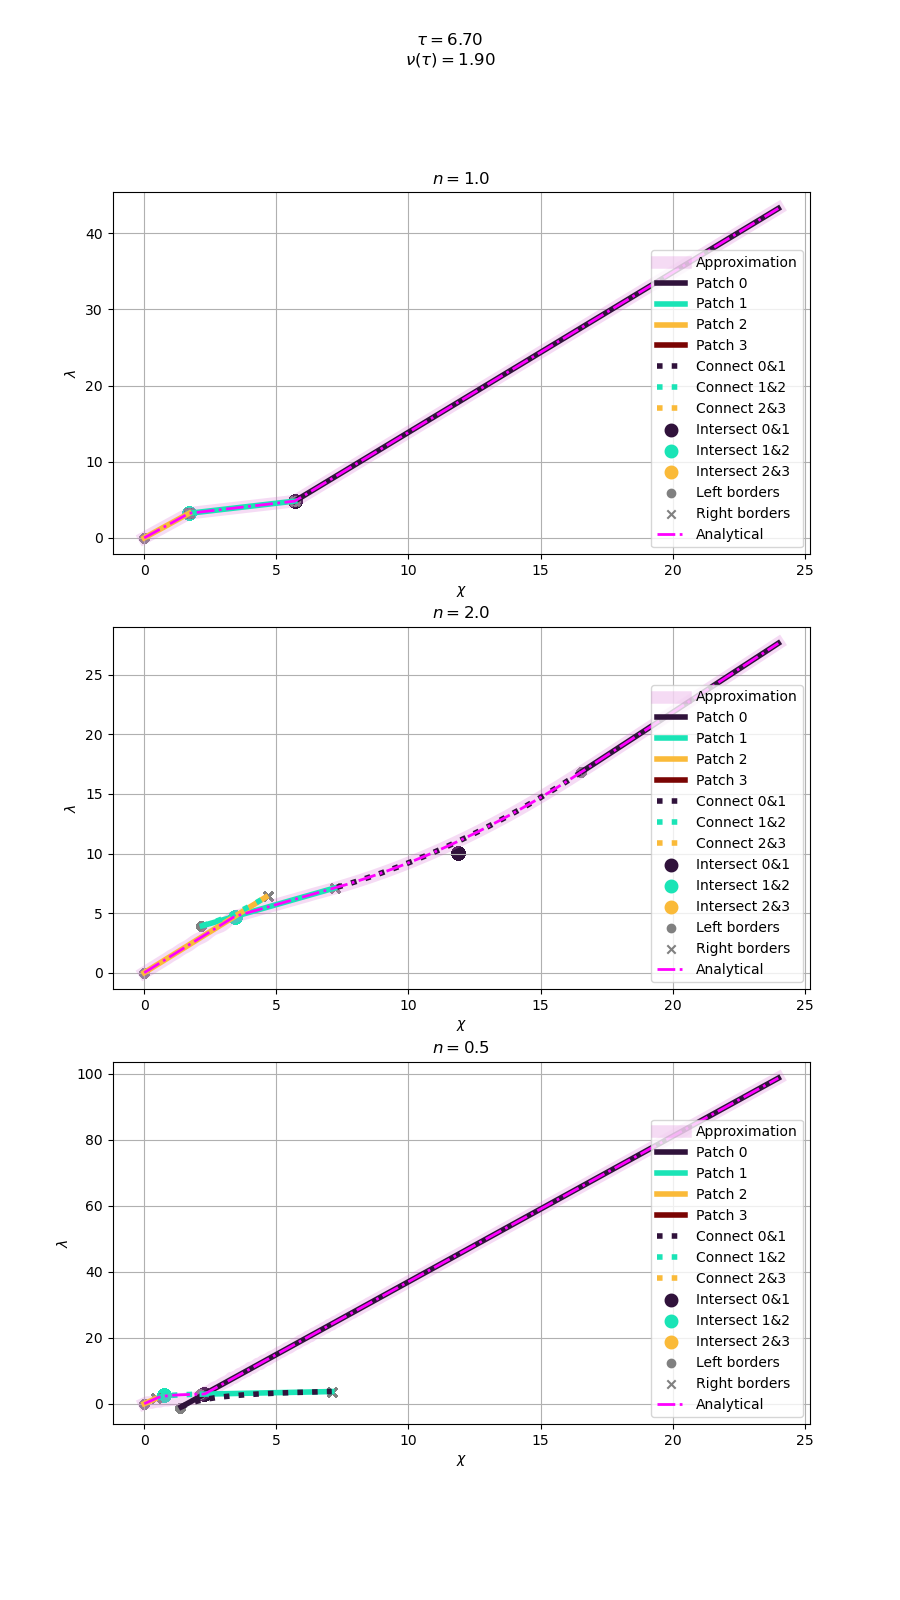 τ = 6.70
ν(τ) = 1.90
n = 1.0
λ
40
30
20
10
0
0 5 10 15 20 25
χ
Approximation
Patch 0
Patch 1
Patch 2
Patch 3
Connect 0&1
Connect 1&2
Connect 2&3
Intersect 0&1
Intersect 1&2
Intersect 2&3
Left borders
Right borders
Analytical
n = 2.0
λ
25
20
15
10
5
0
0 5 10 15 20 25
χ
Approximation
Patch 0
Patch 1
Patch 2
Patch 3
Connect 0&1
Connect 1&2
Connect 2&3
Intersect 0&1
Intersect 1&2
Intersect 2&3
Left borders
Right borders
Analytical
n = 0.5
λ
100
80
60
40
20
0
0 5 10 15 20 25
χ
Approximation
Patch 0
Patch 1
Patch 2
Patch 3
Connect 0&1
Connect 1&2
Connect 2&3
Intersect 0&1
Intersect 1&2
Intersect 2&3
Left borders
Right borders
Analytical